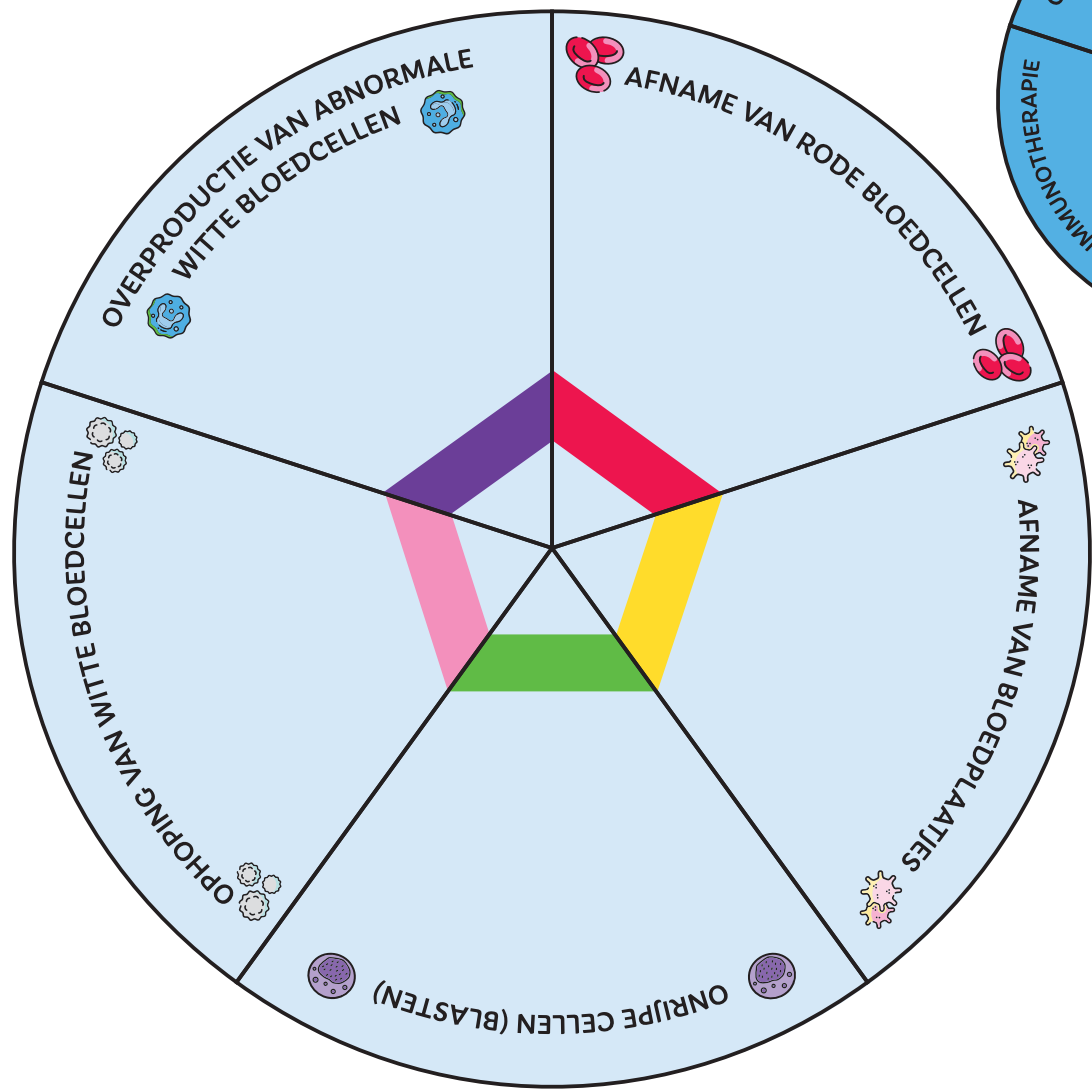 OVERPRODUCTIE VAN ABNORMALE
WITTE BLOEDCELLEN
AFNAME VAN RODE BLOEDCELLEN
AFNAME VAN BLOEDPLAATJES
ONRIJPE CELLEN (BLASTEN)
OPHOPING VAN WITTE BLOEDCELLEN
IMMUNOTHERAPIE